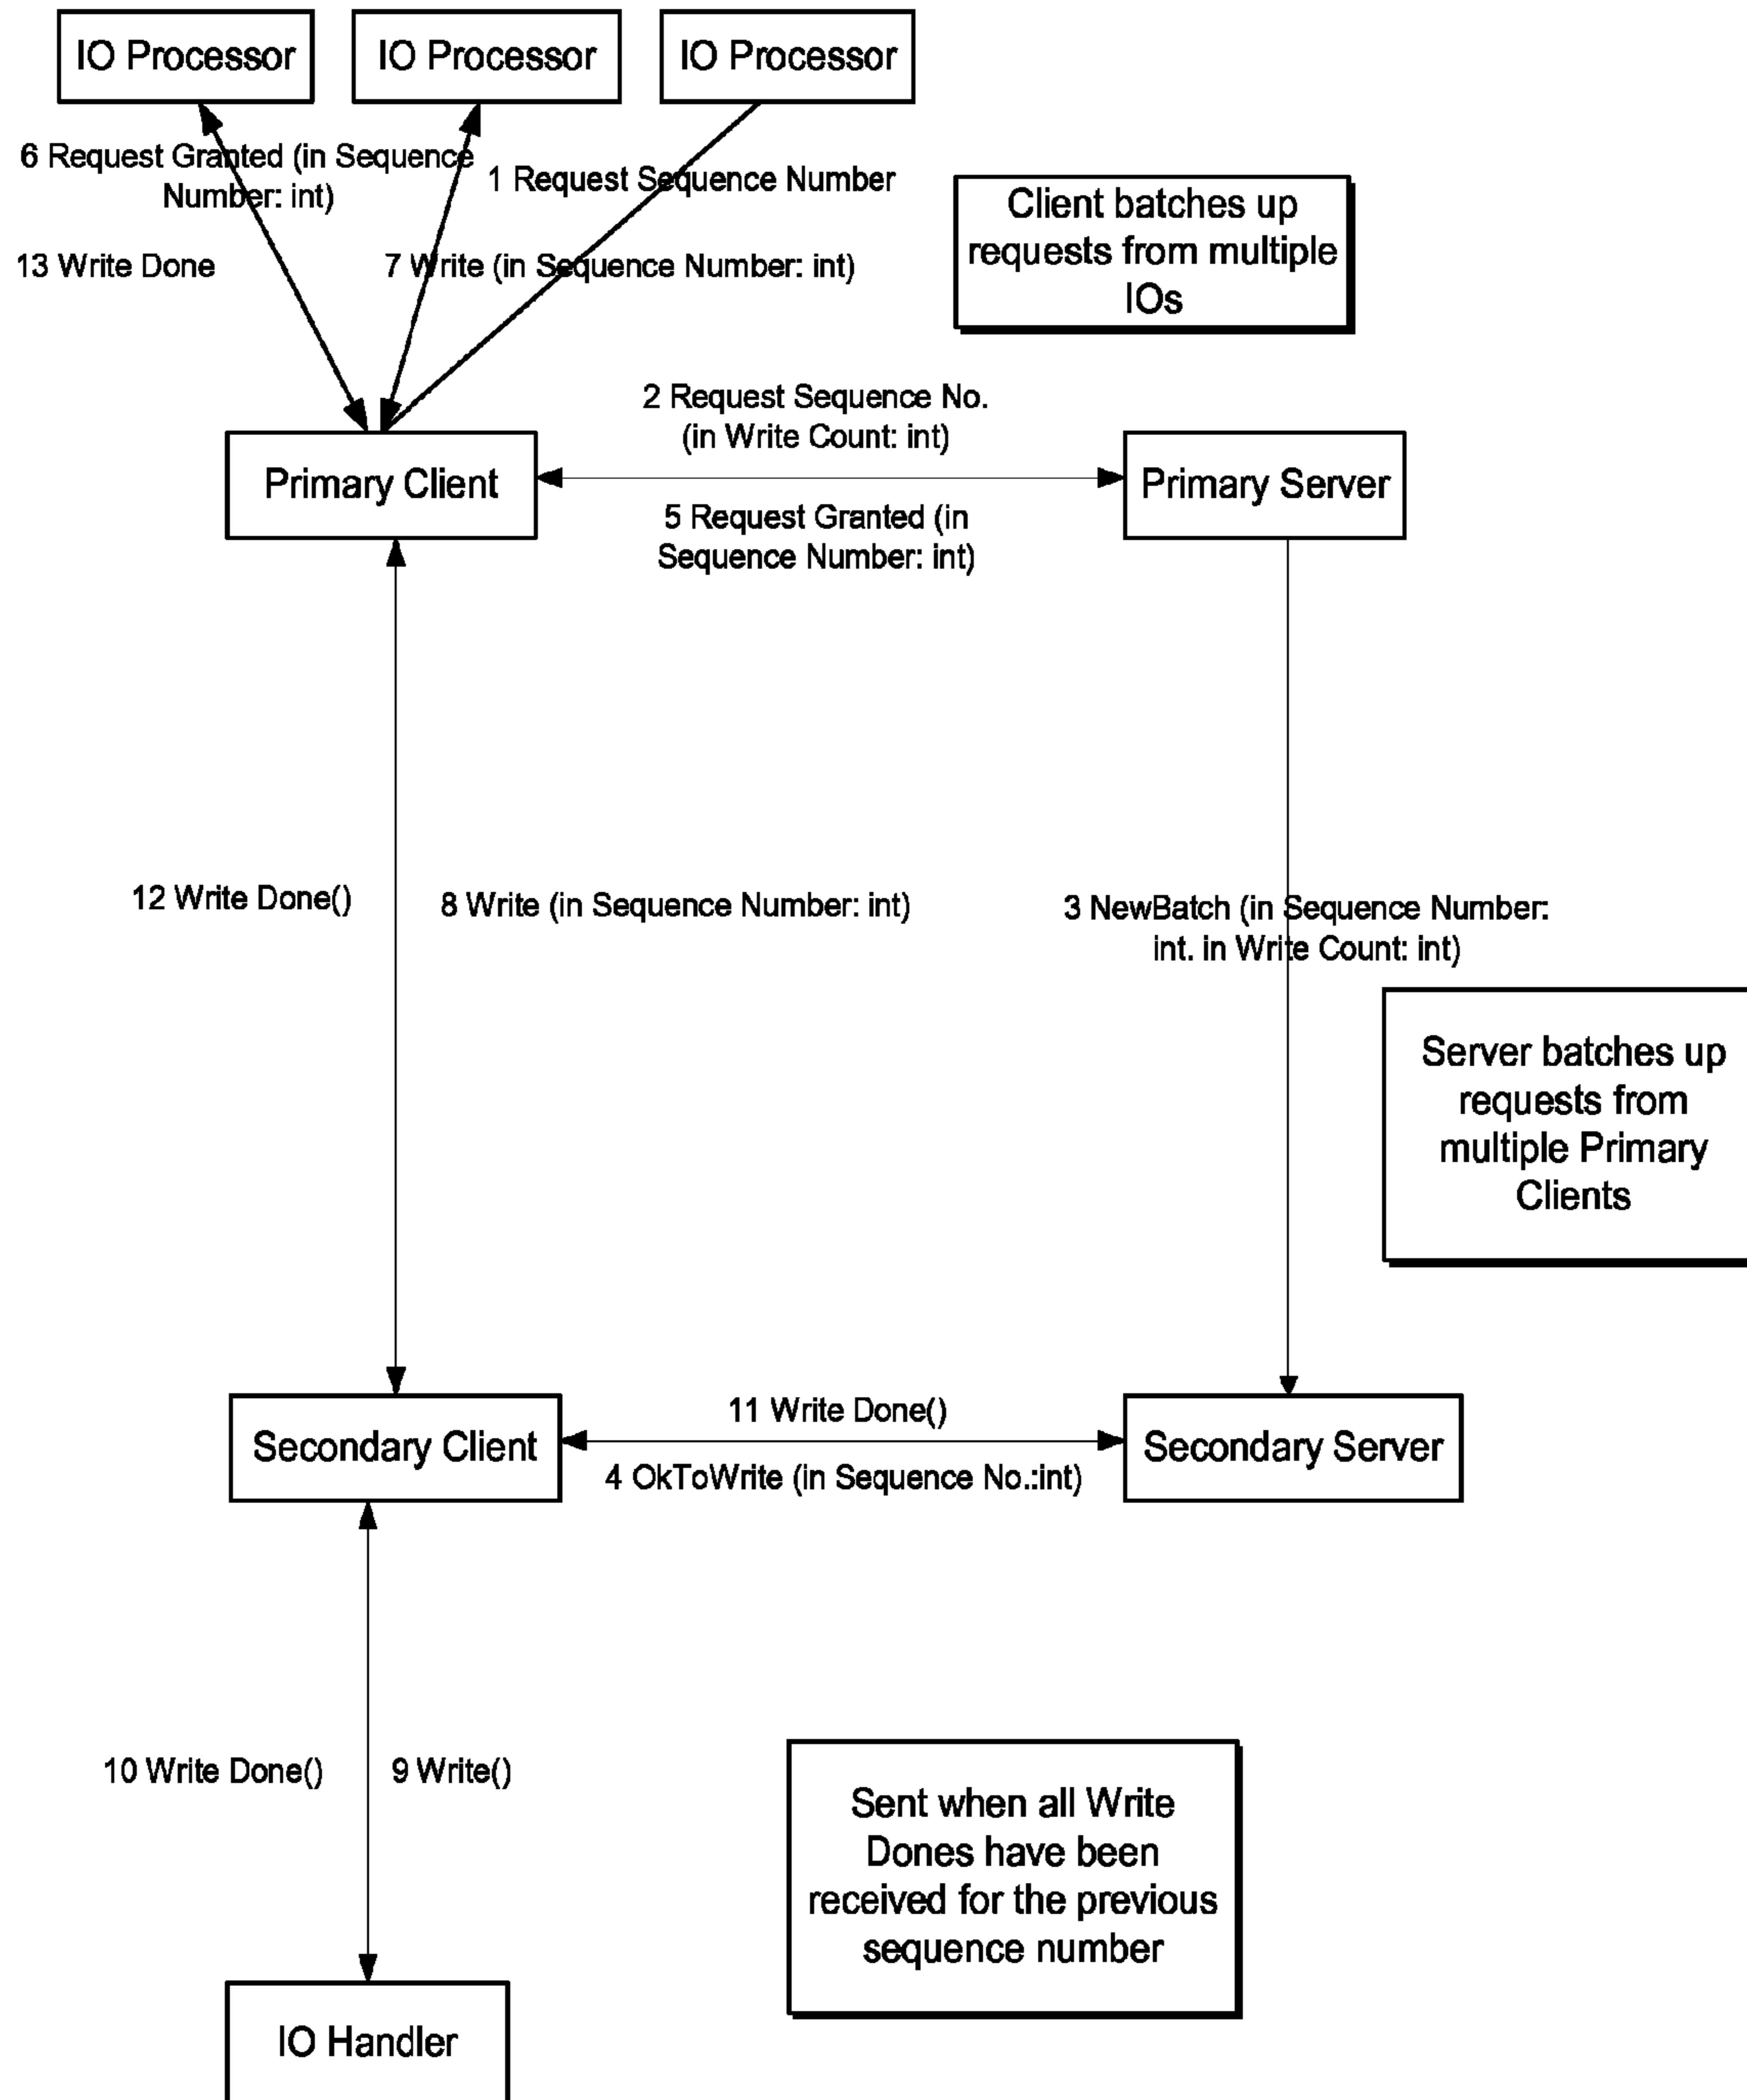 IO Processor
IO Processor
IO Processor
6 Request Granted (in Sequence
Number: int)
1 Request Sequence Number
13 Write Done
7 Write (in Sequence Number: int)
Client batches up
requests from multiple
IOs
2 Request Sequence No.
(in Write Count: int)
Primary Client
Primary Server
5 Request Granted (in
Sequence Number: int)
12 Write Done()
8 Write (in Sequence Number: int)
3 NewBatch (in Sequence Number:
int. in Write Count: int)
Server batches up
requests from
multiple Primary
Clients
11 Write Done()
Secondary Client
Secondary Server
4 OkToWrite (in Sequence No.:int)
10 Write Done()
9 Write()
Sent when all Write
Dones have been
received for the previous
sequence number
IO Handler